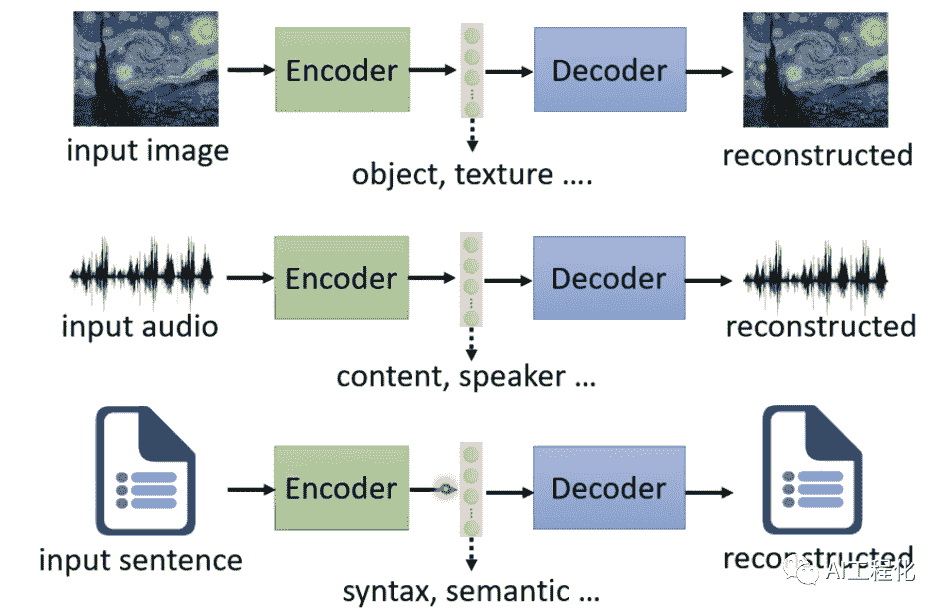 Encoder
Decoder
input image
reconstructed
object, texture ….
Encoder
Decoder
input audio
reconstructed
content, speaker …
Encoder
Decoder
input sentence
reconstructed
AI工程化
syntax, semantic …